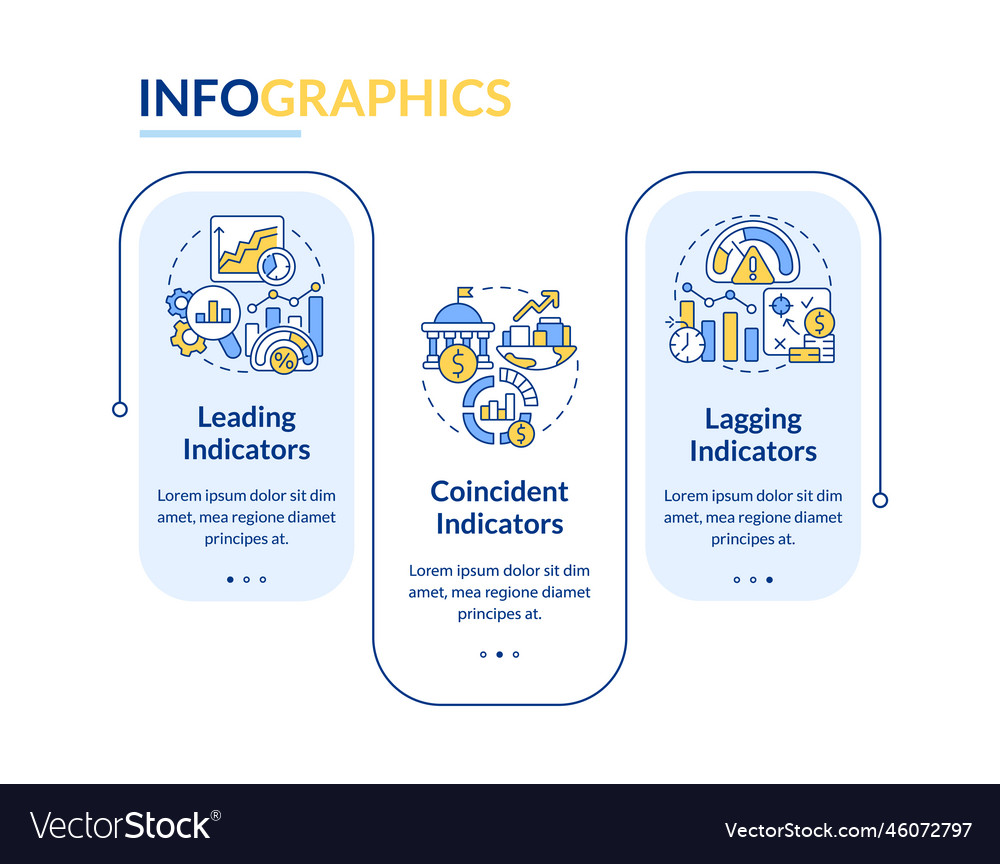 INFOGRAPHICS
Leading
Indicators
Lorem ipsum dolor sit dim
amet, mea regione diamet
principes at.
%
$
$
Coincident
Indicators
Lorem ipsum dolor sit dim
amet, mea regione diamet
principes at.
!
$
Lagging
Indicators
Lorem ipsum dolor sit dim
amet, mea regione diamet
principes at.
VectorStock®
VectorStock.com/46072797